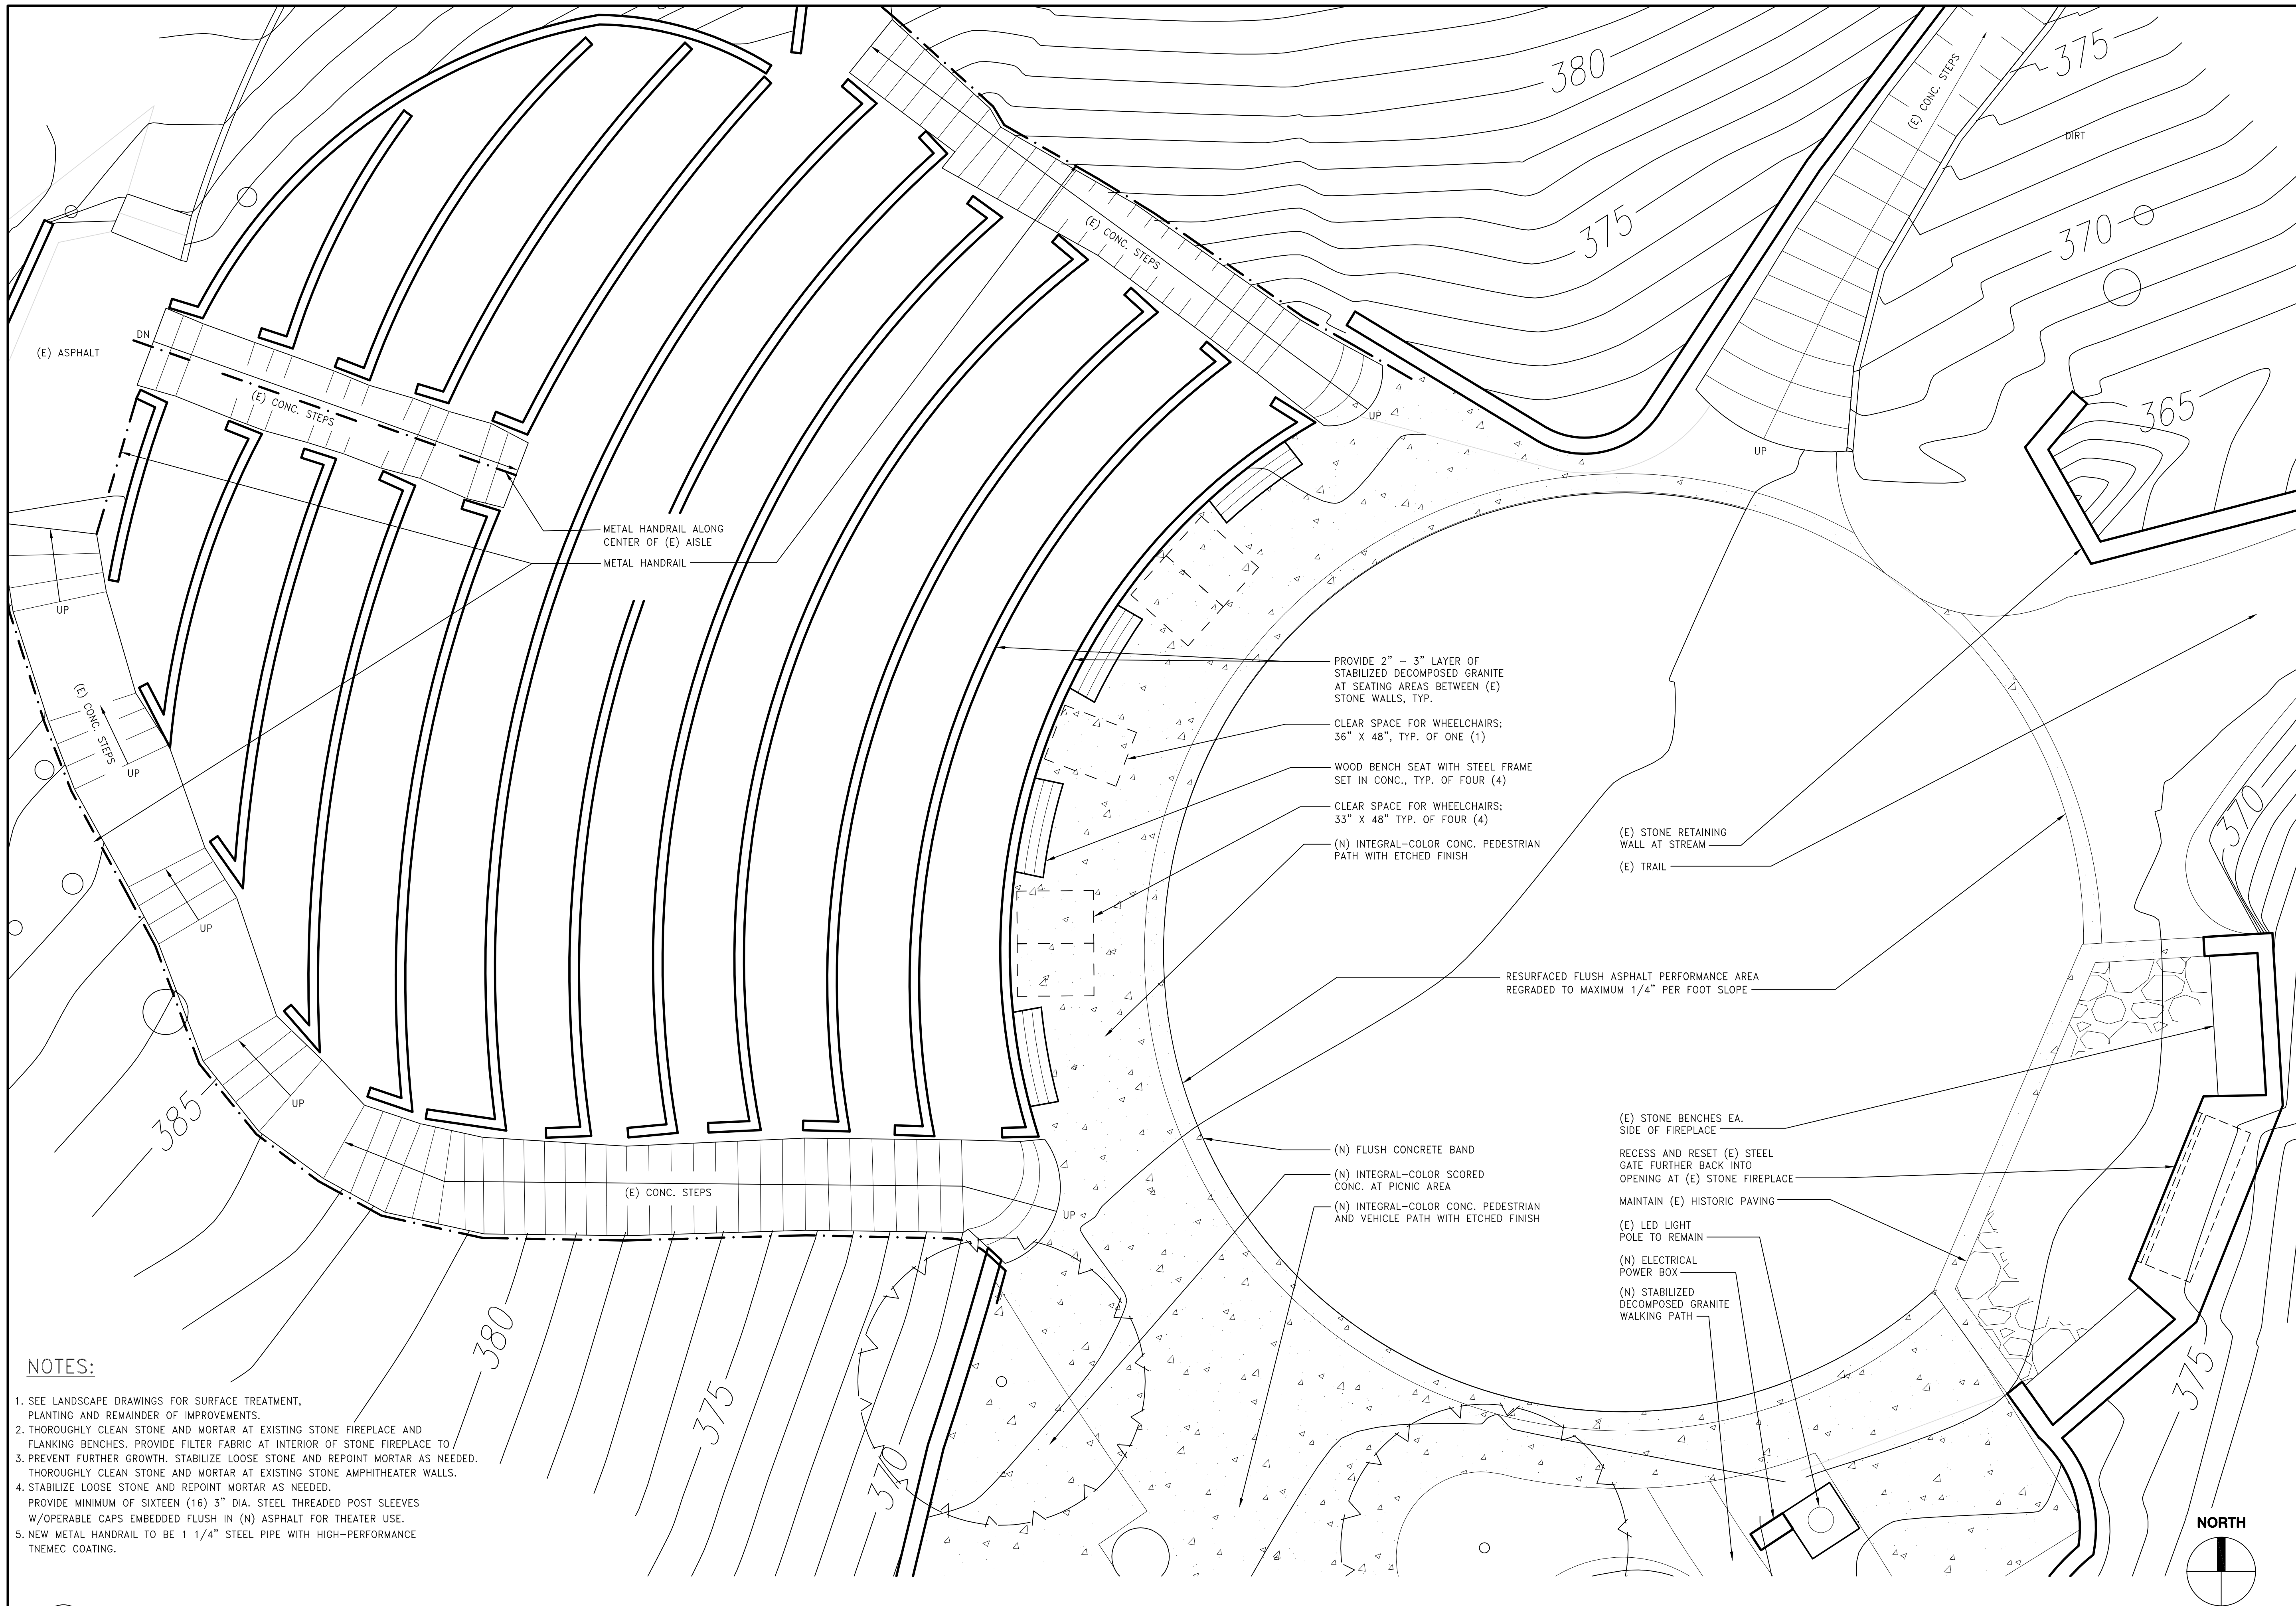 380
375
(E) CONC. STEPS
DIRT
375
370
(E) CONC. STEPS
DN
(E) ASPHALT
(E) CONC. STEPS
365
UP
UP
METAL HANDRAIL ALONG
CENTER OF (E) AISLE
METAL HANDRAIL
UP
(E) CONC. STEPS
UP
UP
UP
PROVIDE 2" – 3" LAYER OF
STABILIZED DECOMPOSED GRANITE
AT SEATING AREAS BETWEEN (E)
STONE WALLS, TYP.
CLEAR SPACE FOR WHEELCHAIRS;
36" X 48", TYP. OF ONE (1)
WOOD BENCH SEAT WITH STEEL FRAME
SET IN CONC., TYP. OF FOUR (4)
CLEAR SPACE FOR WHEELCHAIRS;
33" X 48" TYP. OF FOUR (4)
(N) INTEGRAL-COLOR CONC. PEDESTRIAN
PATH WITH ETCHED FINISH
(E) STONE RETAINING
WALL AT STREAM
(E) TRAIL
370
RESURFACED FLUSH ASPHALT PERFORMANCE AREA
REGRADED TO MAXIMUM 1/4" PER FOOT SLOPE
385
(E) CONC. STEPS
UP
(N) FLUSH CONCRETE BAND
(N) INTEGRAL-COLOR SCORED
CONC. AT PICNIC AREA
(N) INTEGRAL-COLOR CONC. PEDESTRIAN
AND VEHICLE PATH WITH ETCHED FINISH
(E) STONE BENCHES EA.
SIDE OF FIREPLACE
RECESS AND RESET (E) STEEL
GATE FURTHER BACK INTO
OPENING AT (E) STONE FIREPLACE
MAINTAIN (E) HISTORIC PAVING
(E) LED LIGHT
POLE TO REMAIN
(N) ELECTRICAL
POWER BOX
(N) STABILIZED
DECOMPOSED GRANITE
WALKING PATH
380
375
370
375
NOTES:
1. SEE LANDSCAPE DRAWINGS FOR SURFACE TREATMENT,
PLANTING AND REMAINDER OF IMPROVEMENTS.
2. THOROUGHLY CLEAN STONE AND MORTAR AT EXISTING STONE FIREPLACE AND
FLANKING BENCHES. PROVIDE FILTER FABRIC AT INTERIOR OF STONE FIREPLACE TO
3. PREVENT FURTHER GROWTH. STABILIZE LOOSE STONE AND REPOINT MORTAR AS NEEDED.
THOROUGHLY CLEAN STONE AND MORTAR AT EXISTING STONE AMPHITHEATER WALLS.
4. STABILIZE LOOSE STONE AND REPOINT MORTAR AS NEEDED.
PROVIDE MINIMUM OF SIXTEEN (16) 3" DIA. STEEL THREADED POST SLEEVES
W/OPERABLE CAPS EMBEDDED FLUSH IN (N) ASPHALT FOR THEATER USE.
5. NEW METAL HANDRAIL TO BE 1 1/4" STEEL PIPE WITH HIGH-PERFORMANCE
TNEMEC COATING.
NORTH